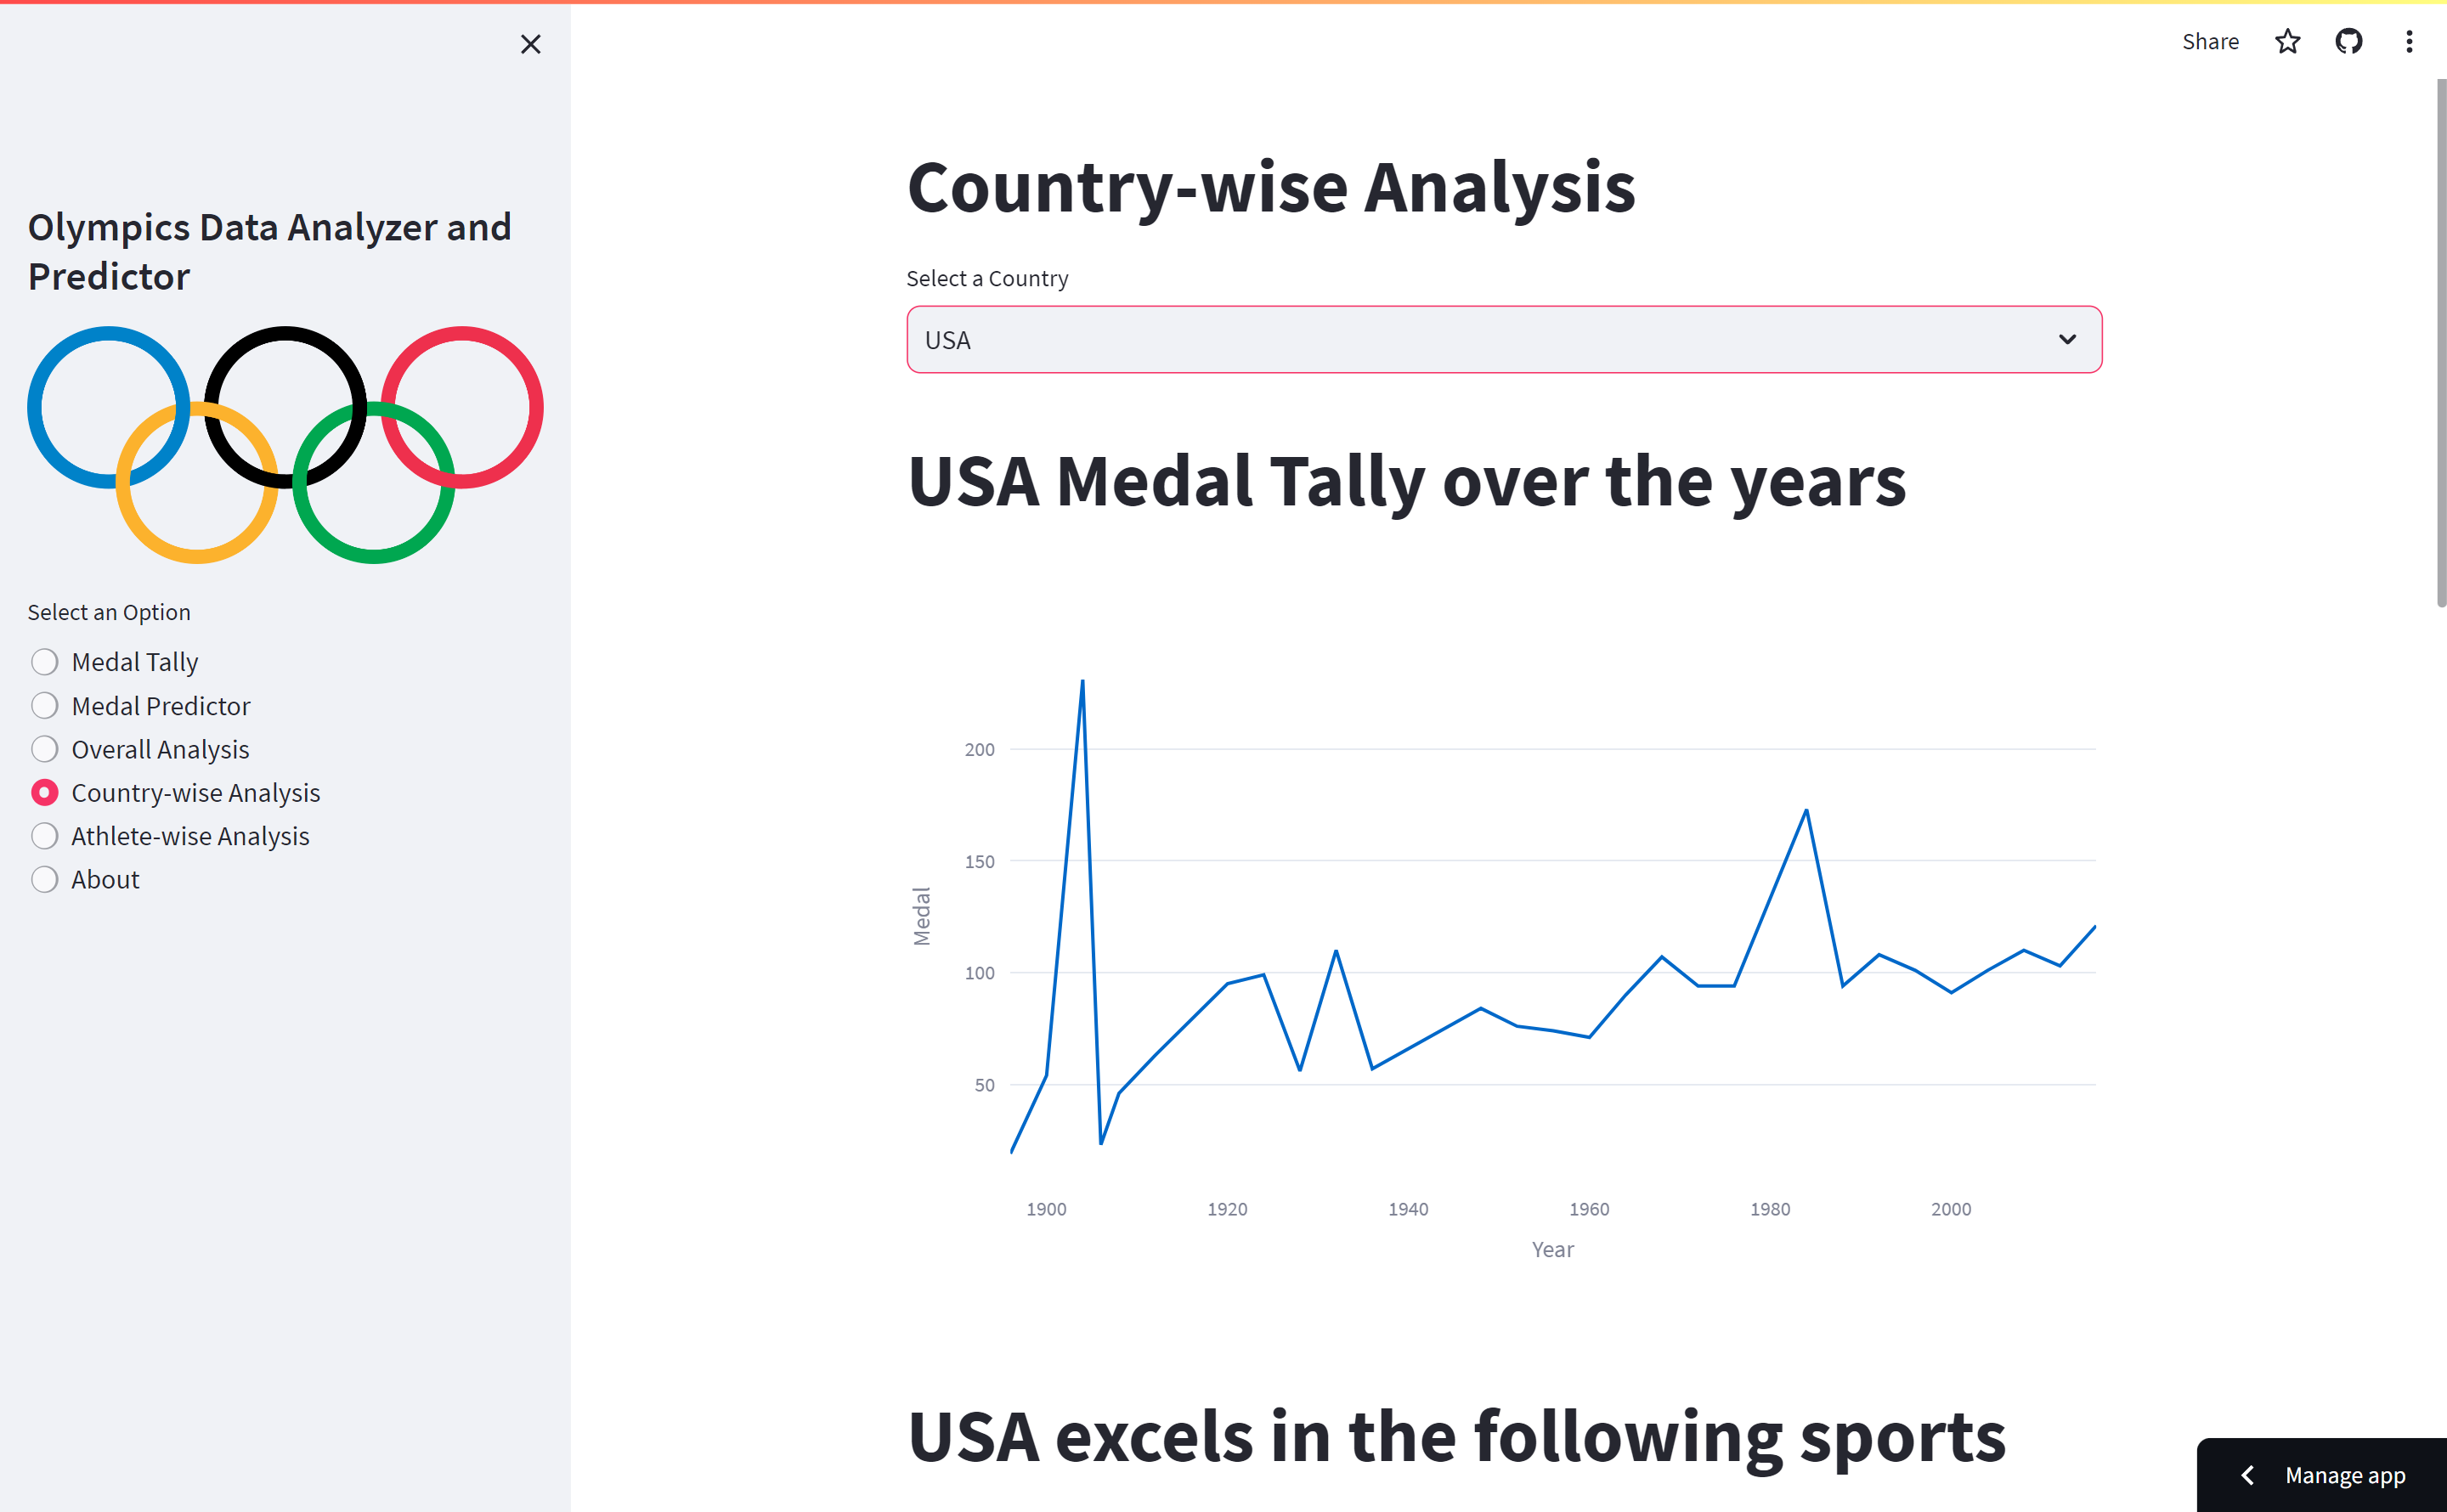 Share
Olympics Data Analyzer and
Predictor
Select an Option
Medal Tally
Medal Predictor
Overall Analysis
Country-wise Analysis
Athlete-wise Analysis
About
Country-wise Analysis
Select a Country
USA
USA Medal Tally over the years
200
150
100
50
Medal
1900 1920 1940 1960 1980 2000
Year
USA excels in the following sports
Manage app